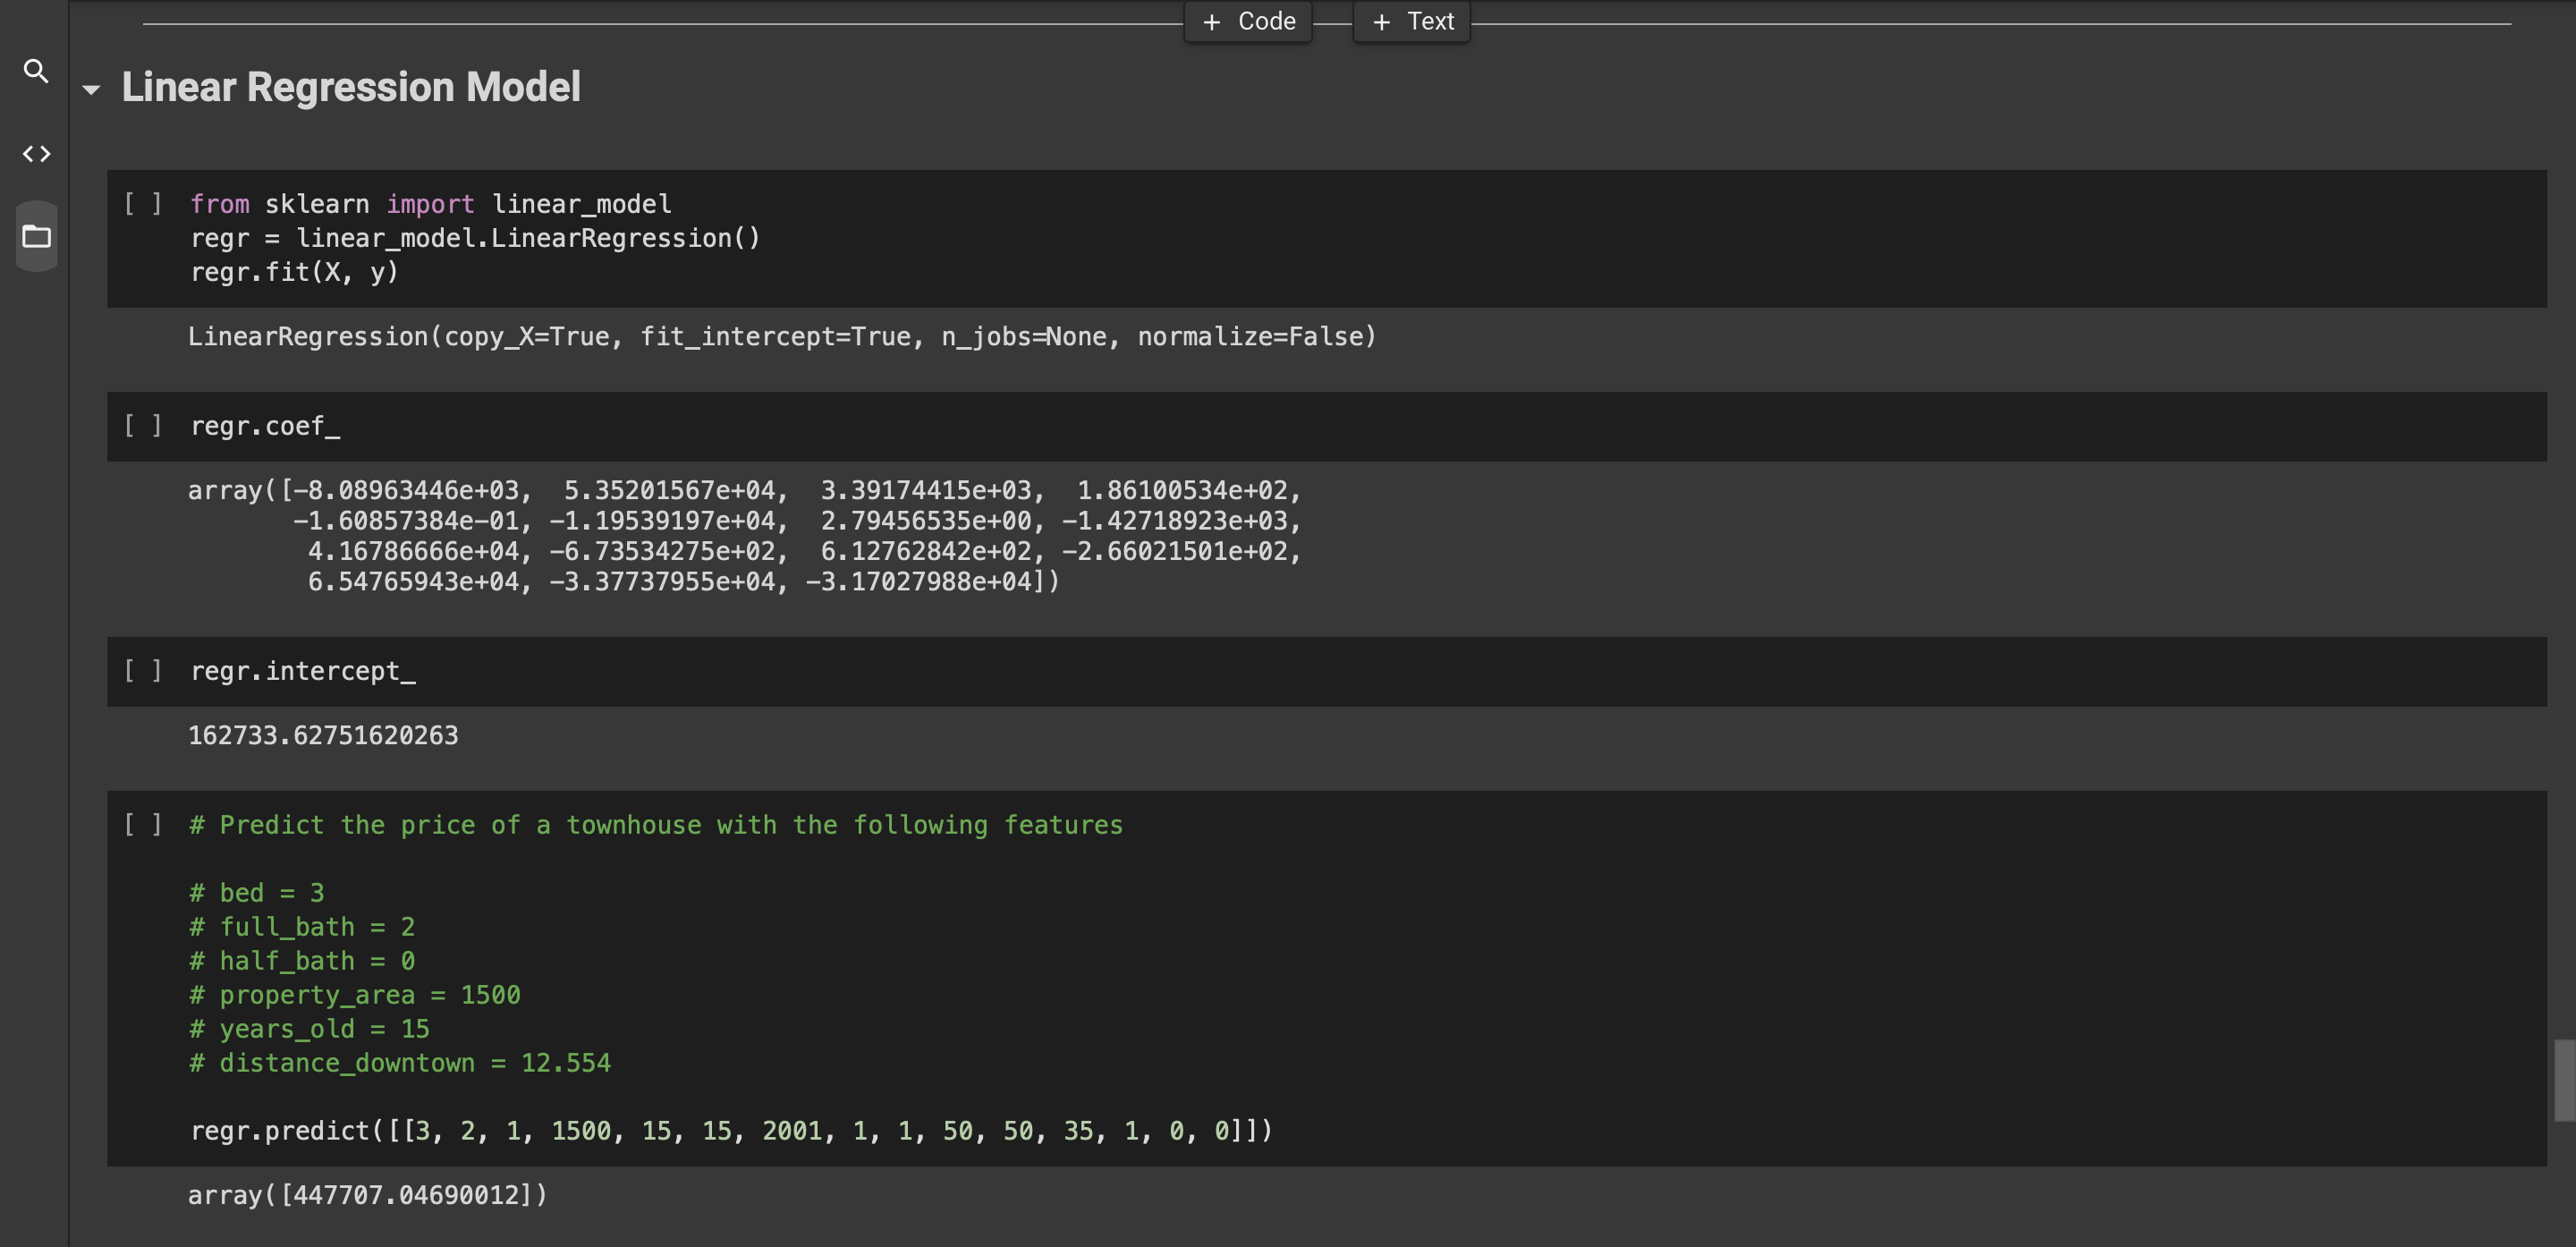 + Code + Text
Linear Regression Model
[ ] from sklearn import linear_model
regr = linear_model.LinearRegression()
regr.fit(X, y)
LinearRegression(copy_X=True, fit_intercept=True, n_jobs=None, normalize=False)
[ ] regr.coef_
array([-8.08963446e+03, 5.35201567e+04, 3.39174415e+03, 1.86100534e+02,
-1.60857384e-01, -1.19539197e+04, 2.79456535e+00, -1.42718923e+03,
4.16786666e+04, -6.73534275e+02, 6.12762842e+02, -2.66021501e+02,
6.54765943e+04, -3.37737955e+04, -3.17027988e+04])
[ ] regr.intercept_
162733.62751620263
[ ] # Predict the price of a townhouse with the following features
# bed = 3
# full_bath = 2
# half_bath = 0
# property_area = 1500
# years_old = 15
# distance_downtown = 12.554
regr.predict([[3, 2, 1, 1500, 15, 15, 2001, 1, 1, 50, 50, 35, 1, 0, 0]])
array([447707.04690012])